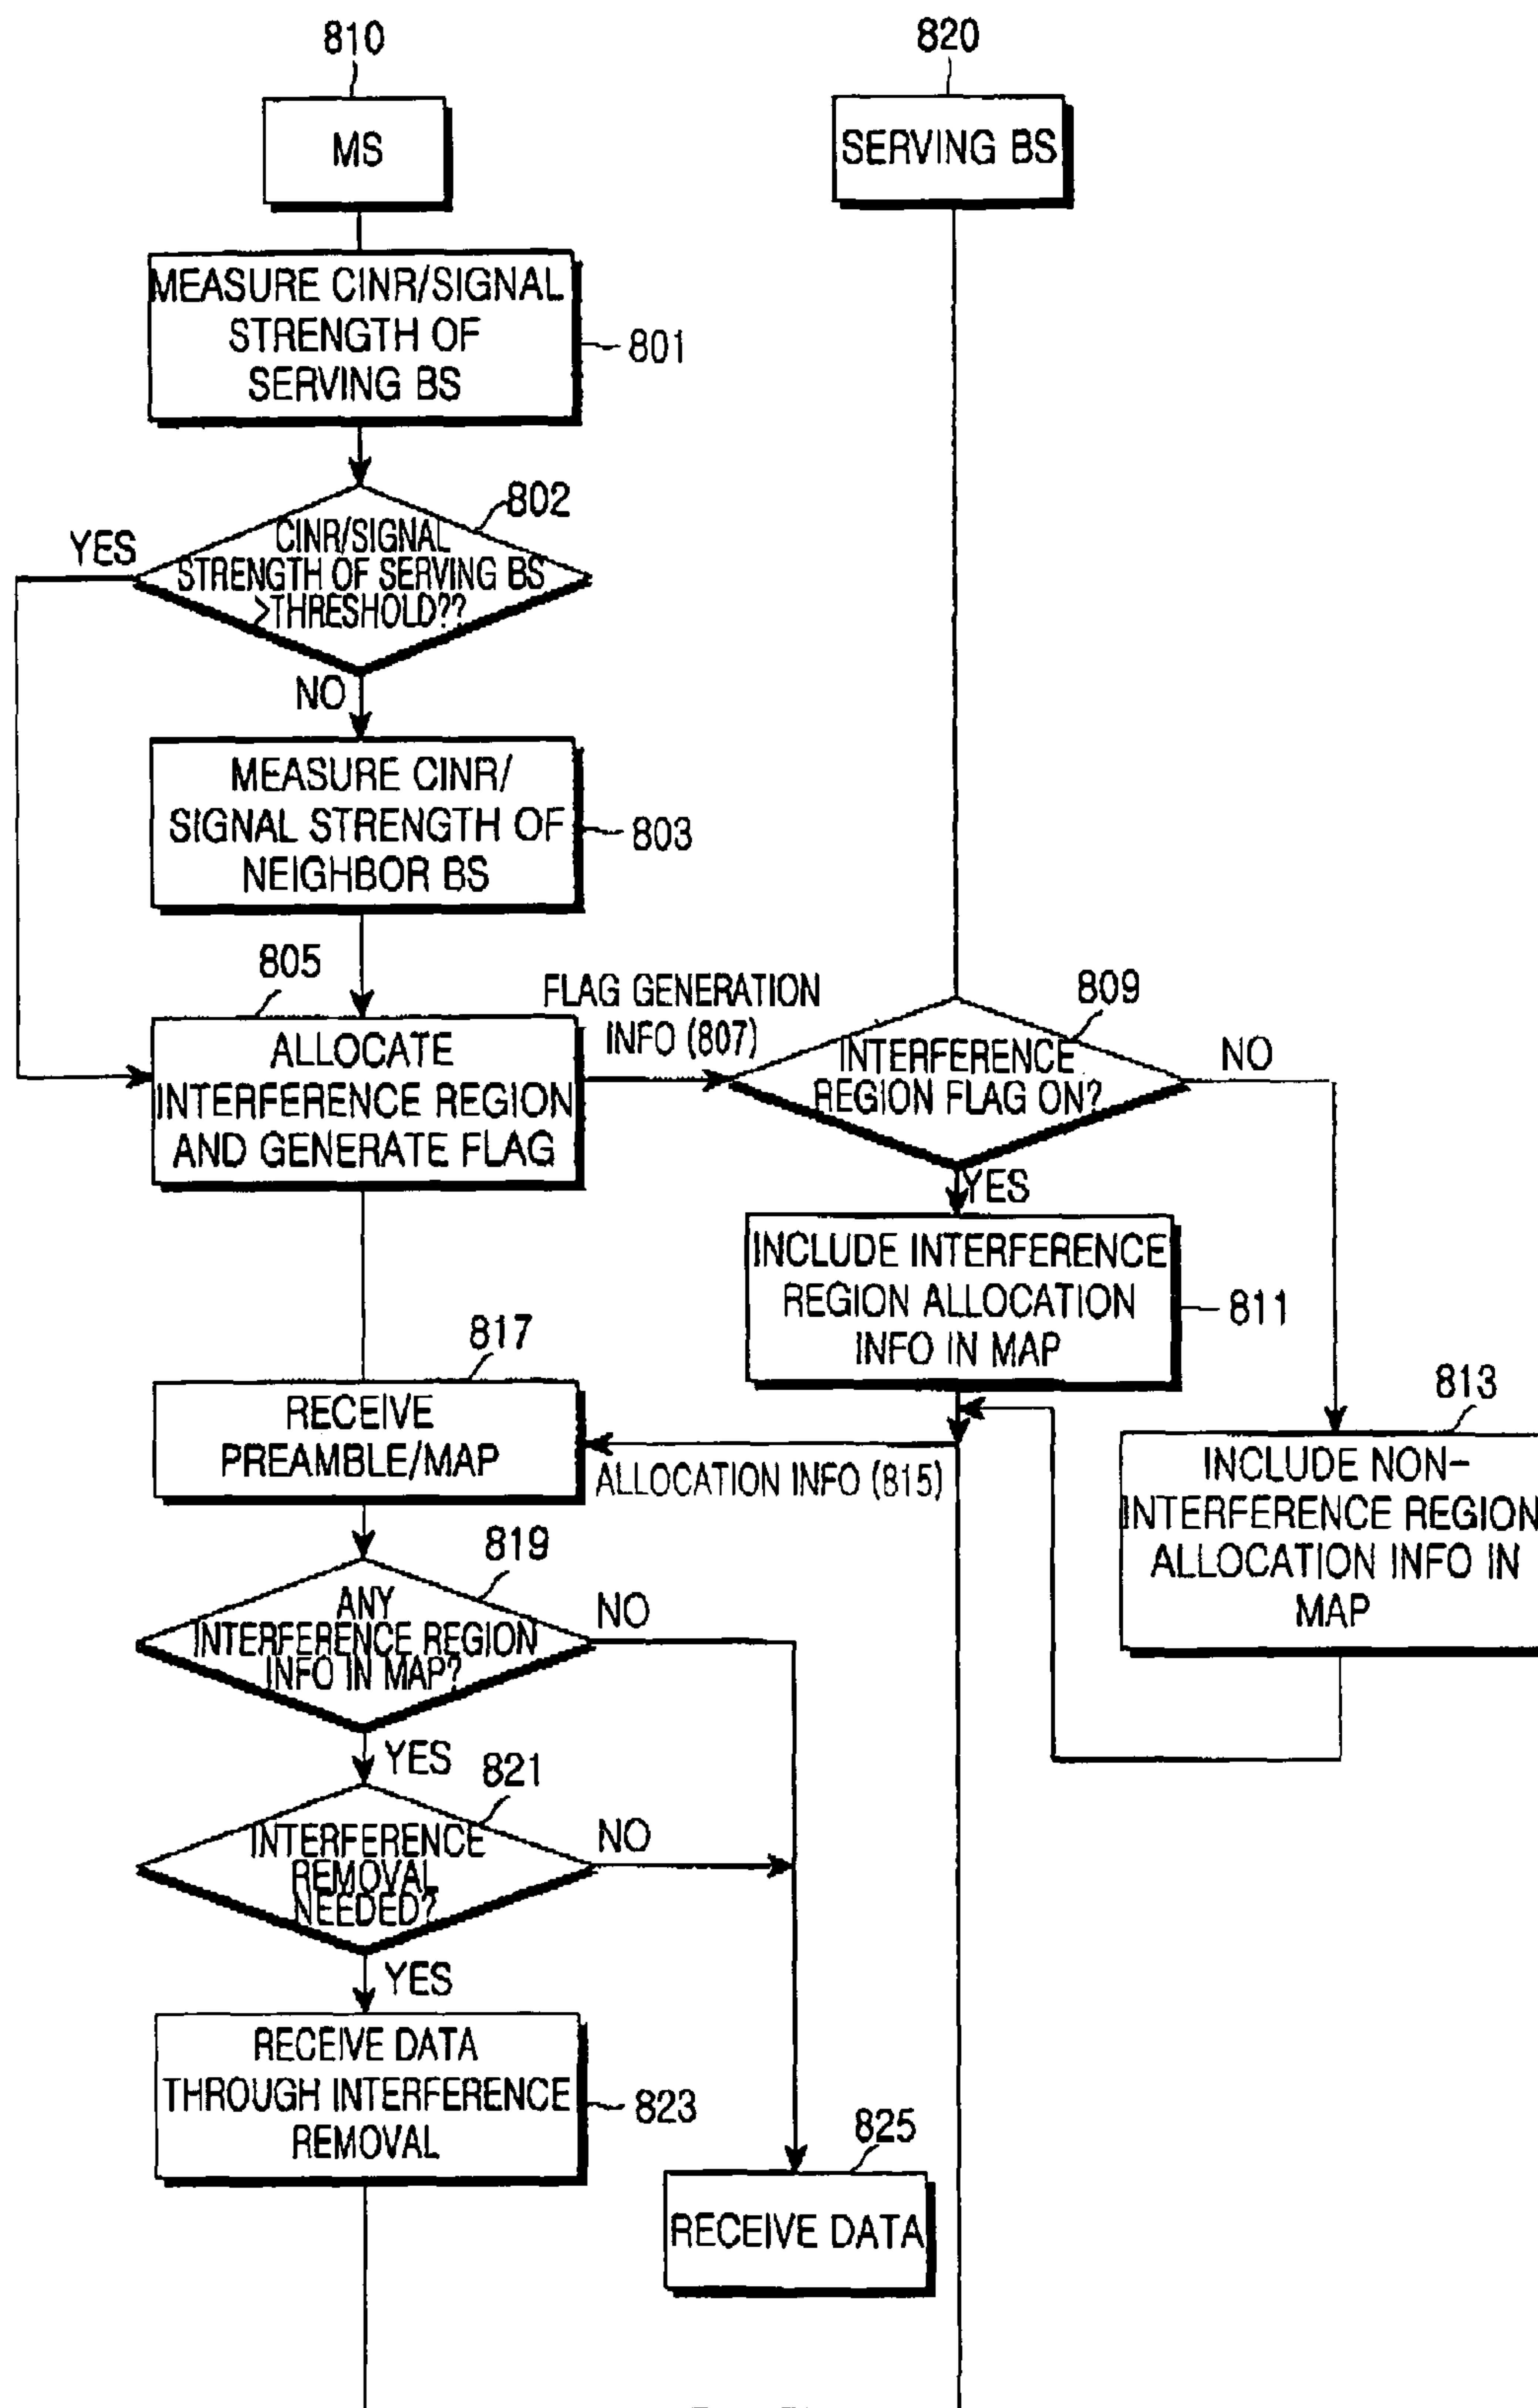 810
820
MS
SERVING BS
MEASURE CINR/SIGNAL
STRENGTH OF
SERVING BS
801
802
YES
CINR/SIGNAL
STRENGTH OF SERVING BS
>THRESHOLD??
NO
MEASURE CINR/
SIGNAL STRENGTH OF
NEIGHBOR BS
803
805
FLAG GENERATION
INFO (807)
809
ALLOCATE
INTERFERENCE REGION
AND GENERATE FLAG
INTERFERENCE
REGION FLAG ON?
NO
YES
INCLUDE INTERFERENCE
REGION ALLOCATION
INFO IN MAP
811
817
813
RECEIVE
PREAMBLE/MAP
ALLOCATION INFO (815)
INCLUDE NON-
INTERFERENCE REGION
ALLOCATION INFO IN
MAP
819
ANY
INTERFERENCE REGION
INFO IN MAP?
NO
YES
821
INTERFERENCE
REMOVAL
NEEDED?
NO
YES
RECEIVE DATA
THROUGH INTERFERENCE
REMOVAL
823
825
RECEIVE DATA